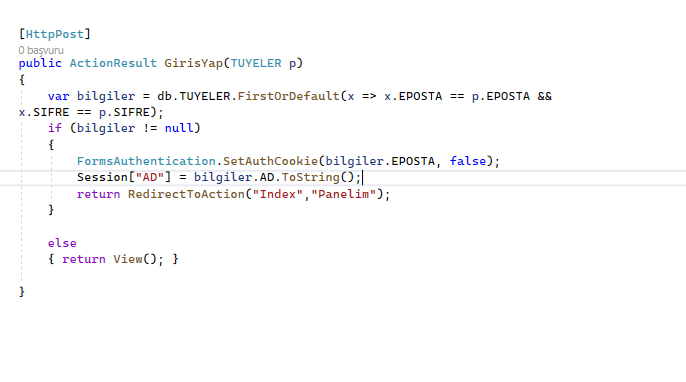 [HttpPost]
0 başvuru
public ActionResult GirisYap(TUYELER p)
{
var bilgiler = db.TUYELER.FirstOrDefault(x => x.EPOSTA == p.EPOSTA &&
x.SIFRE == p.SIFRE);
if (bilgiler != null)
{
FormsAuthentication.SetAuthCookie(bilgiler.EPOSTA, false);
Session["AD"] = bilgiler.AD.ToString();
return RedirectToAction("Index","Panelim");
}
else
{ return View(); }
}